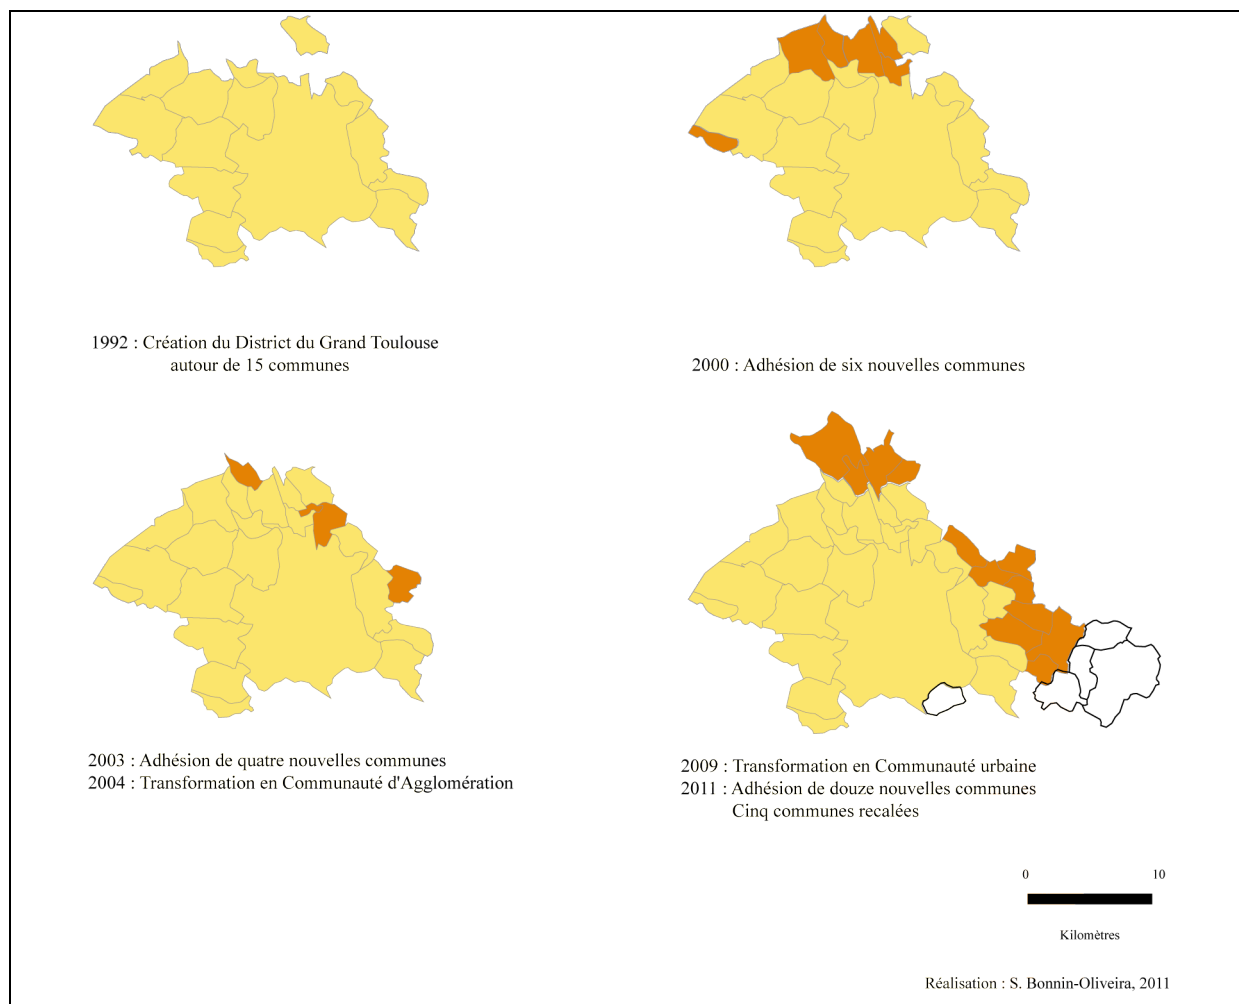 1992 : Création du District du Grand Toulouse
autour de 15 communes
2000 : Adhésion de six nouvelles communes
2003 : Adhésion de quatre nouvelles communes
2004 : Transformation en Communauté d'Agglomération
2009 : Transformation en Communauté urbaine
2011 : Adhésion de douze nouvelles communes
Cinq communes recalées
0 10
Kilomètres
Réalisation : S. Bonnin-Oliveira, 2011